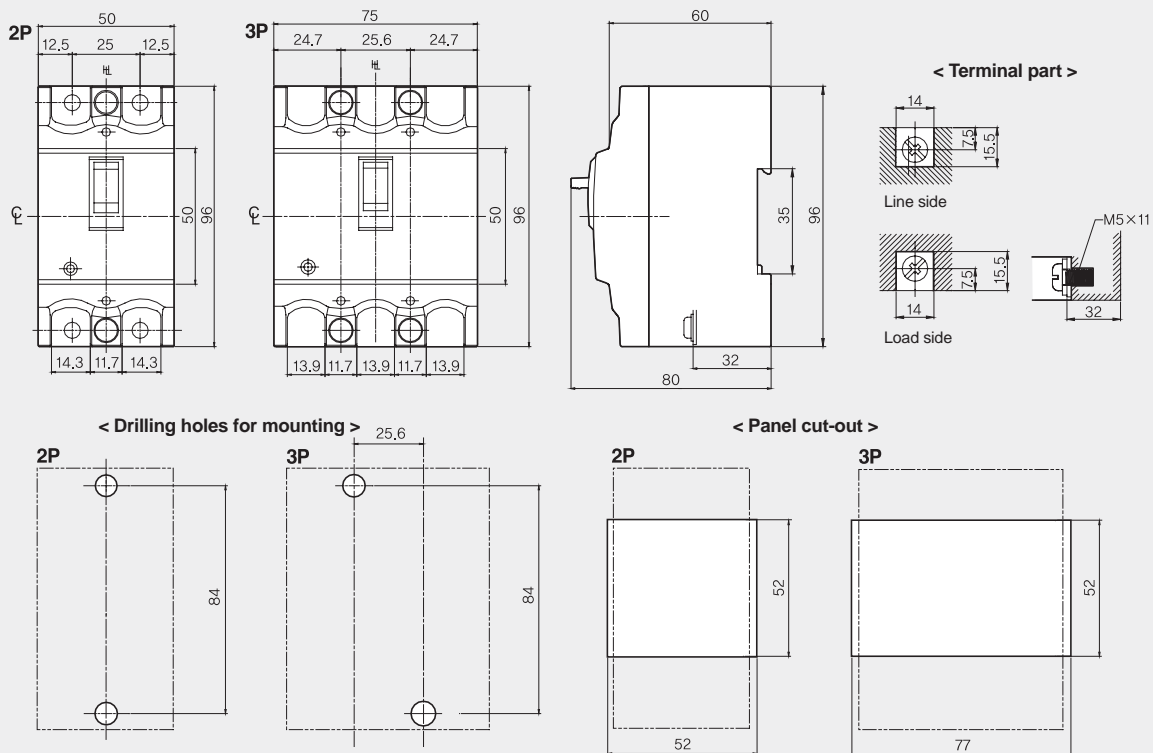 50
75
60
2P
3P
12.5 25 12.5
24.7 25.6 24.7
< Terminal part >
14
7.5
15.5
Line side
50
96
50
96
35
96
M5×11
7.5
15.5
14
32
Load side
14.3 11.7 14.3
13.9 11.7 13.9 11.7 13.9
32
80
< Drilling holes for mounting >
2P
3P
25.6
84
84
< Panel cut-out >
2P
3P
52
52
52
77